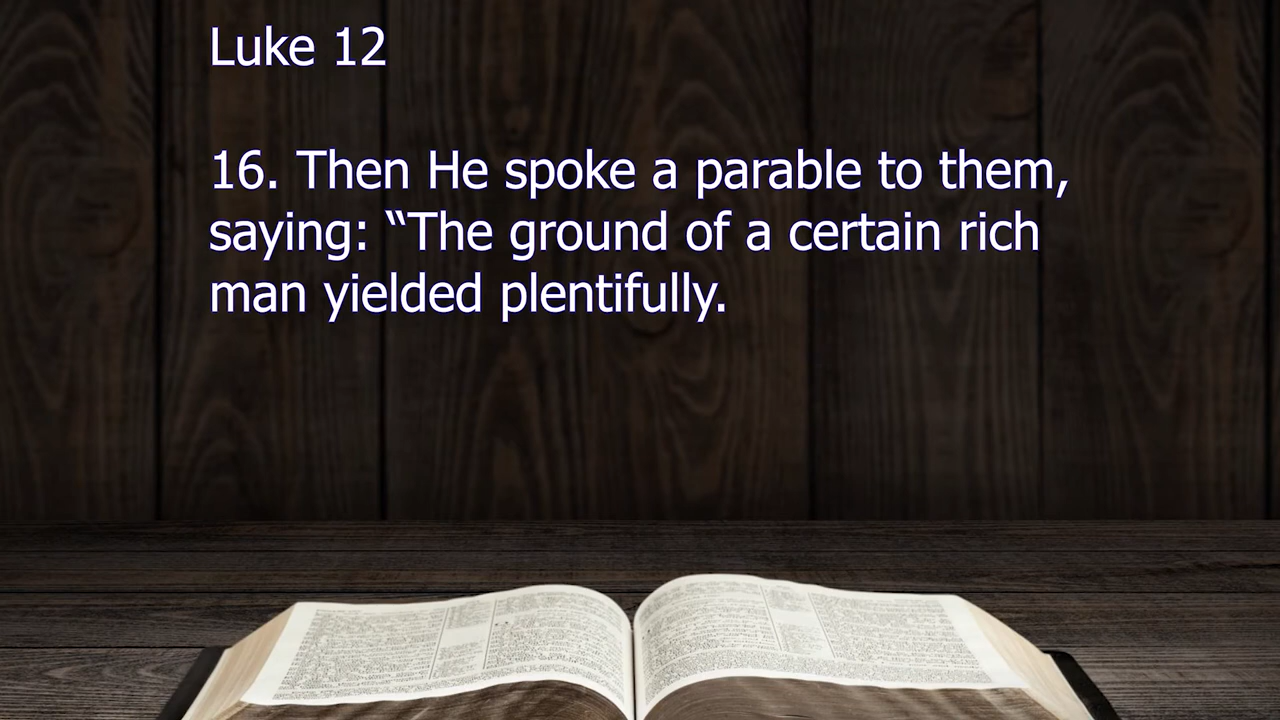 Luke 12
16. Then He spoke a parable to them,
saying: “The ground of a certain rich
man yielded plentifully.